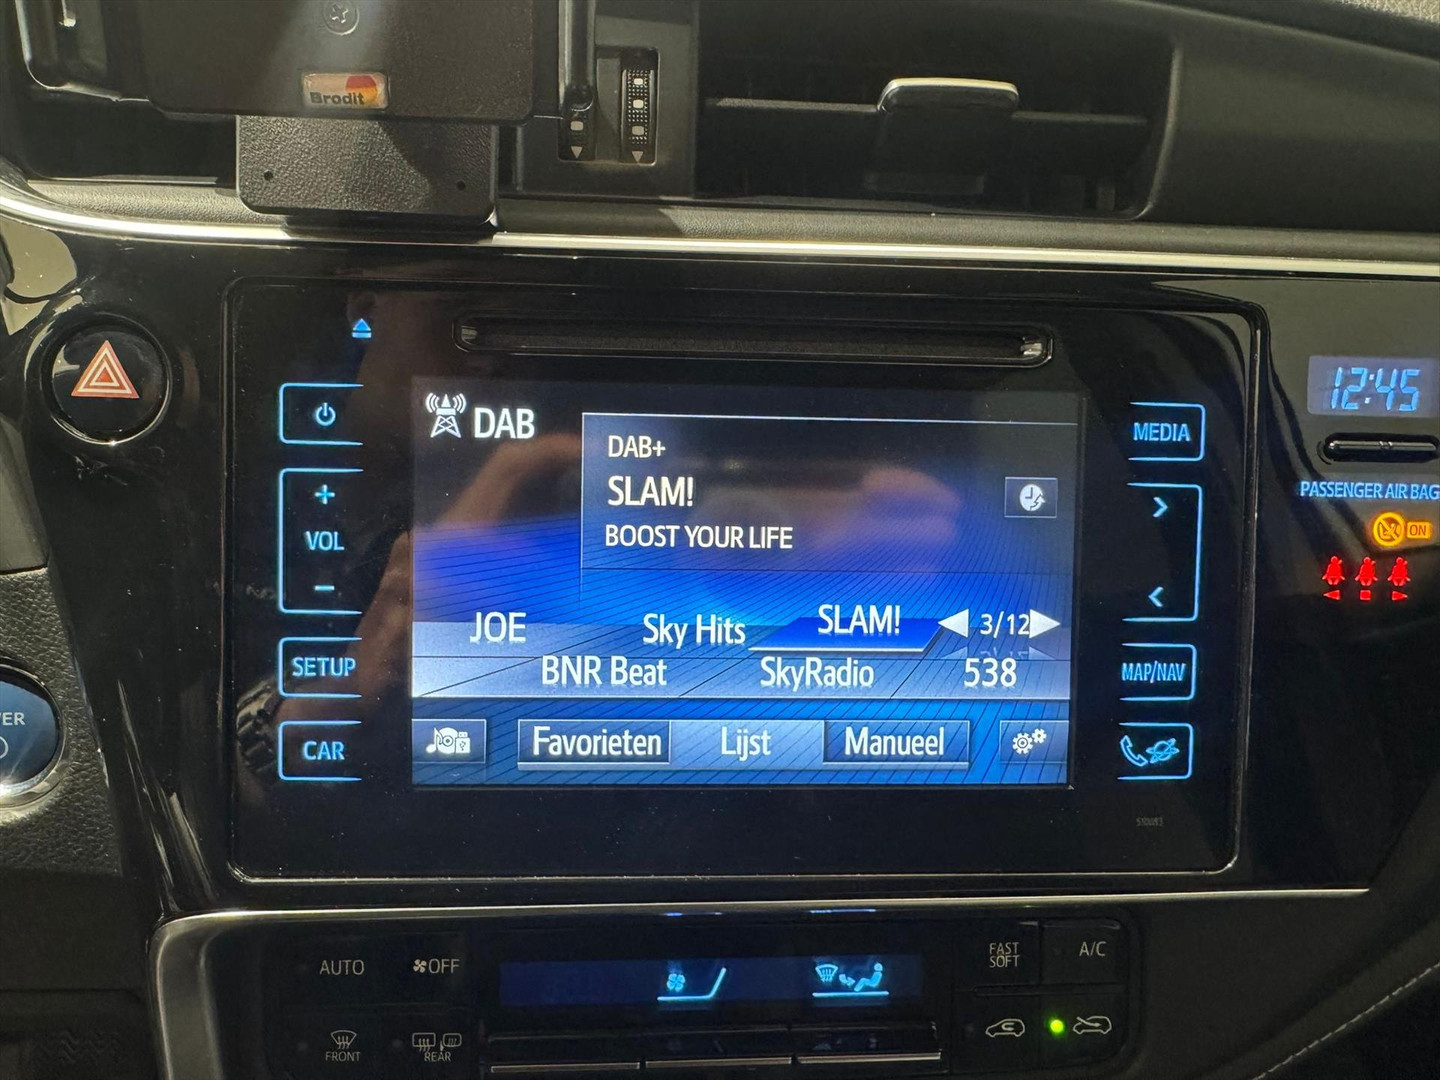 Brodit
12:45
DAB
DAB+
SLAM!
BOOST YOUR LIFE
MEDIA
PASSENGER AIR BAG
ON
VOL
JOE
Sky Hits
SLAM!
3/12
BNR Beat
SkyRadio
538
SETUP
MAP/NAV
Favorieten
Lijst
Manueel
CAR
WER
AUTO
OFF
FAST
SOFT
A/C
FRONT
REAR